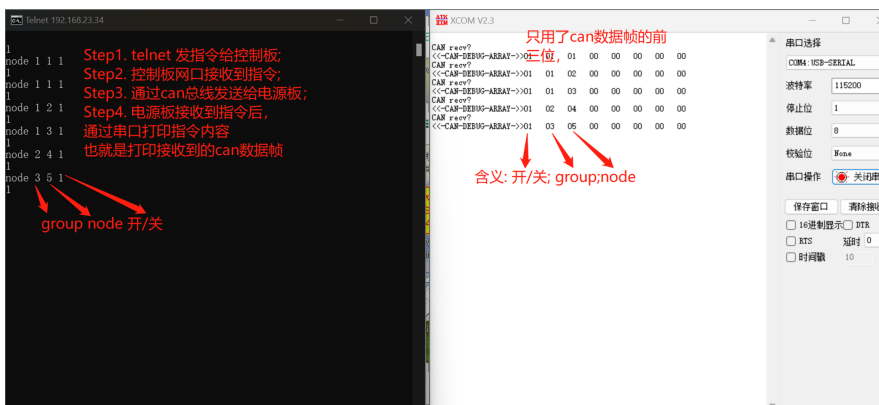 Telnet 192.168.23.34
1
node 1 1 1
1
node 1 1 1
1
node 1 2 1
1
node 1 3 1
1
node 2 4 1
1
node 3 5 1
1
Step1. telnet 发指令给控制板;
Step2. 控制板网口接收到指令;
Step3. 通过can总线发送给电源板;
Step4. 电源板接收到指令后,
通过串口打印指令内容
也就是打印接收到的can数据帧
group node 开/关
XCOM V2.3
只用了can数据帧的前
三位,
CAN recv?
<<-CAN-DEBUG-ARRAY->>01 01 01 00 00 00 00 00
CAN recv?
<<-CAN-DEBUG-ARRAY->>01 01 02 00 00 00 00 00
CAN recv?
<<-CAN-DEBUG-ARRAY->>01 01 03 00 00 00 00 00
CAN recv?
<<-CAN-DEBUG-ARRAY->>01 02 04 00 00 00 00 00
CAN recv?
<<-CAN-DEBUG-ARRAY->>01 03 05 00 00 00 00 00
含义: 开/关; group;node
串口选择
COM4:USB-SERIAL
波特率 115200
停止位 1
数据位 8
校验位 None
串口操作 关闭串
保存窗口 清除接收
16进制显示 DTR
RTS 延时 0
时间戳 10